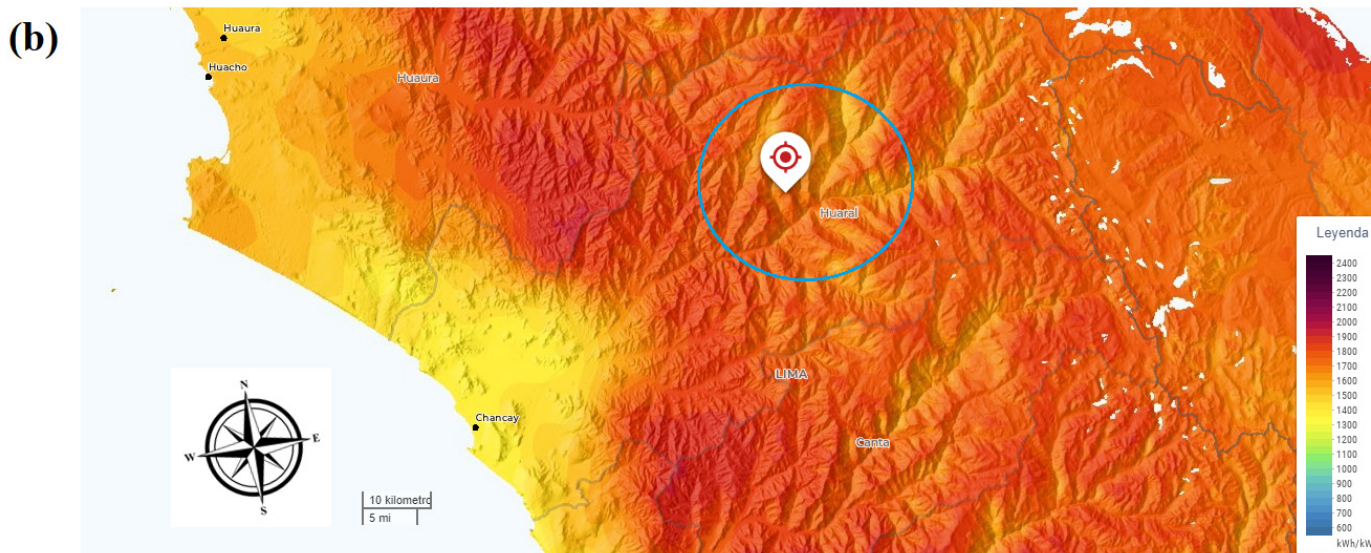 (b)
Huaura
Huacho
Huaura
Huaral
Leyenda
2400
2300
2200
2100
2000
1900
1800
1700
1600
1500
1400
1300
1200
1100
1000
900
800
700
600
kWh/kW
LIMA
Chancay
Canta
N
E
W
S
10 kilometro
5 mi